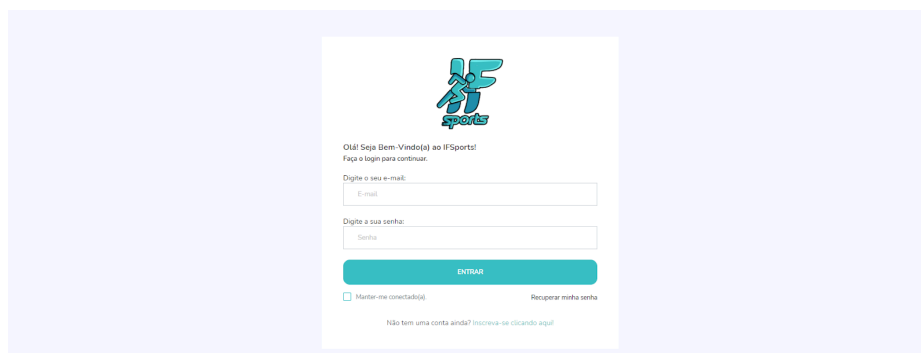 IF
sports
Olá! Seja Bem-Vindo(a) ao IFSports!
Faça o login para continuar.
Digite o seu e-mail:
E-mail
Digite a sua senha:
Senha
ENTRAR
Manter-me conectado(a) Recuperar minha senha
Não tem uma conta ainda? Inscreva-se clicando aqui!